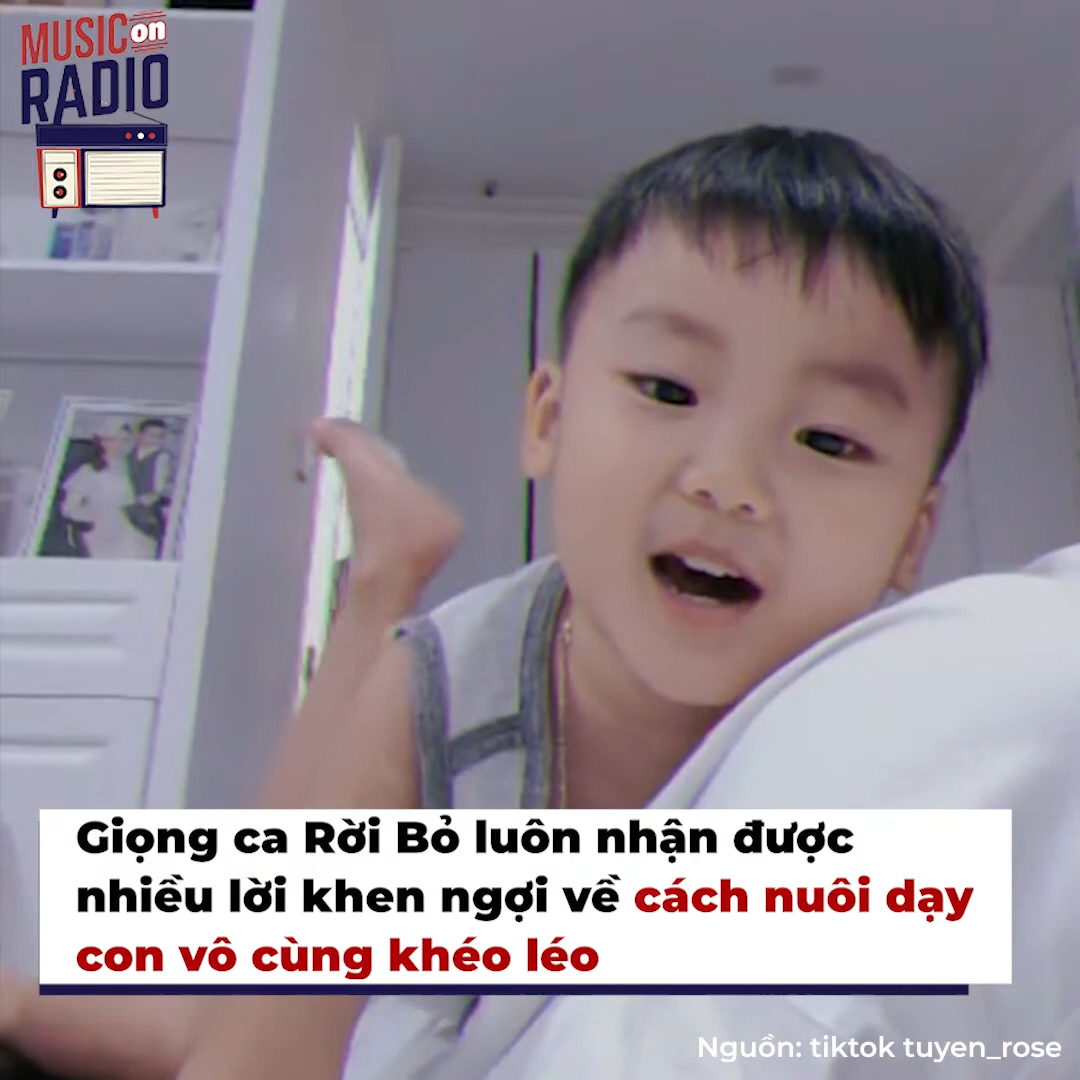 MUSIC on
RADIO
Giọng ca Rời Bỏ luôn nhận được
nhiều lời khen ngợi về cách nuôi dạy
con vô cùng khéo léo
Nguồn: tiktok tuyen_rose